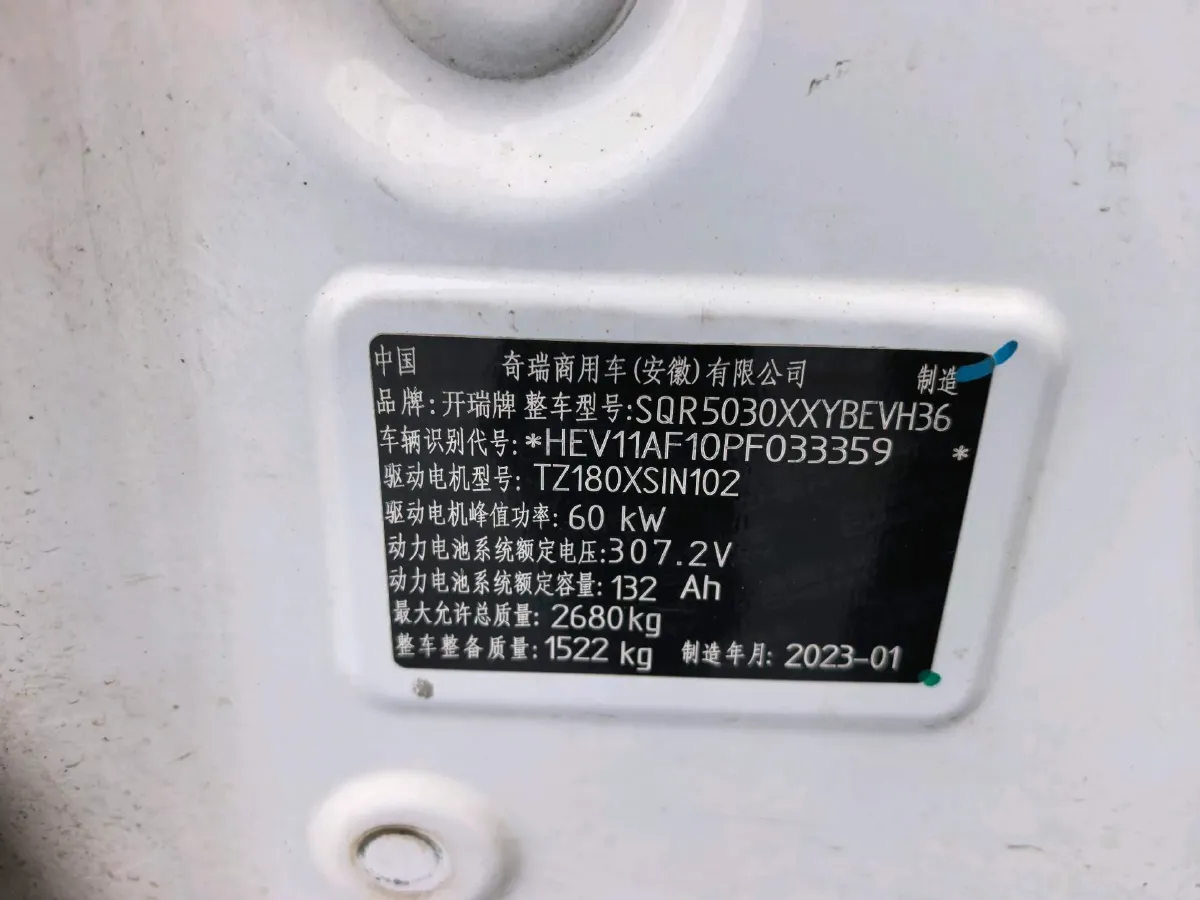 中国 奇瑞商用车(安徽)有限公司 制造
品牌:开瑞牌 整车型号:SQR5030XXYBEVH36
车辆识别代号:*HEV11AF10PF033359 *
驱动电机型号: TZ180XSIN102
驱动电机峰值功率: 60 kW
动力电池系统额定电压:307.2V
动力电池系统额定容量: 132 Ah
最大允许总质量: 2680kg
整车整备质量:1522 kg 制造年月: 2023-01